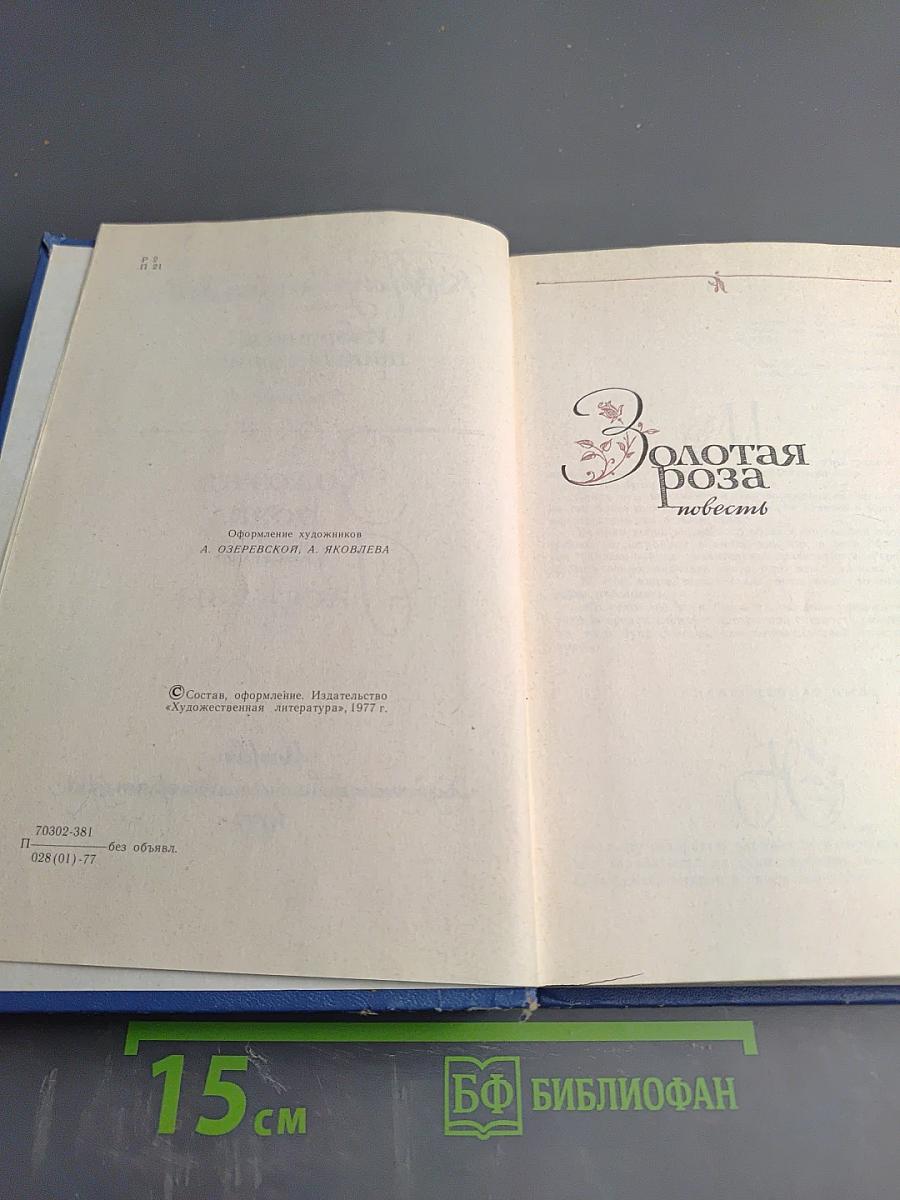 Р 2
П 21
Оформление художников
А. ОЗЕРЕВСКОЙ, А. ЯКОВЛЕВА
© Состав, оформление. Издательство
«Художественная литература», 1977 г.
70302-381
П без объявл.
028(01)-77
Золотая
роза
повесть
15 см
БФ БИБЛИОФАН